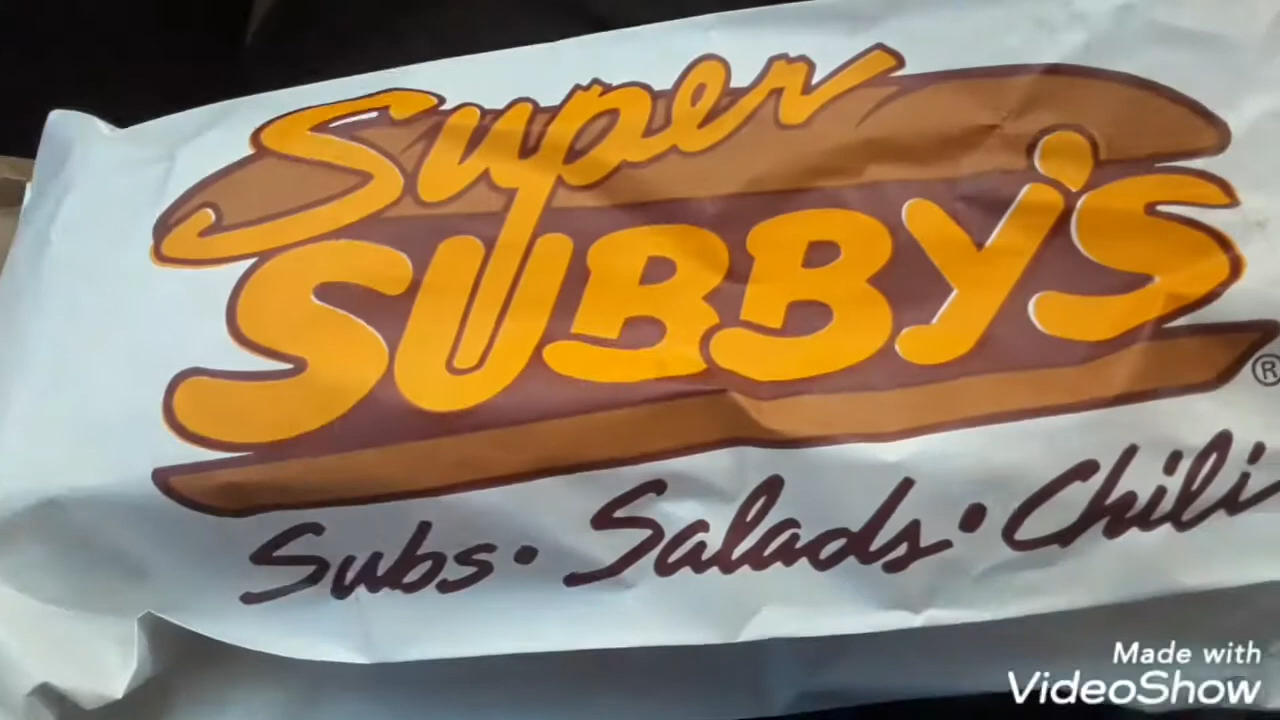 Super
SUBBY'S
®
Subs • Salads • Chili
Made with
VideoShow